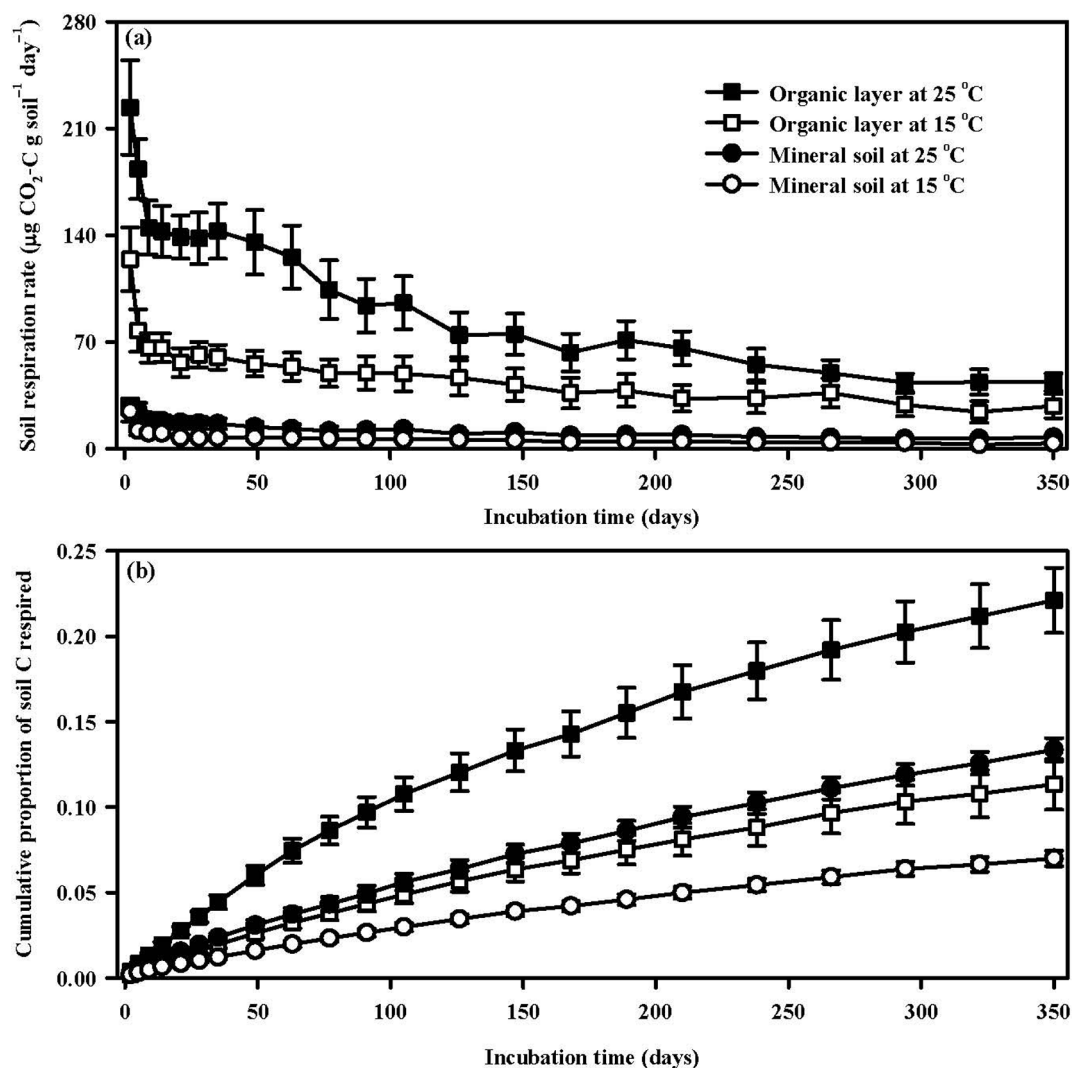 (a)
280
210
140
70
0
Soil respiration rate (µg CO₂-C g soil⁻¹ day⁻¹)
Organic layer at 25 °C
Organic layer at 15 °C
Mineral soil at 25 °C
Mineral soil at 15 °C
0 50 100 150 200 250 300 350
Incubation time (days)
(b)
0.25
0.20
0.15
0.10
0.05
0.00
Cumulative proportion of soil C respired
0 50 100 150 200 250 300 350
Incubation time (days)